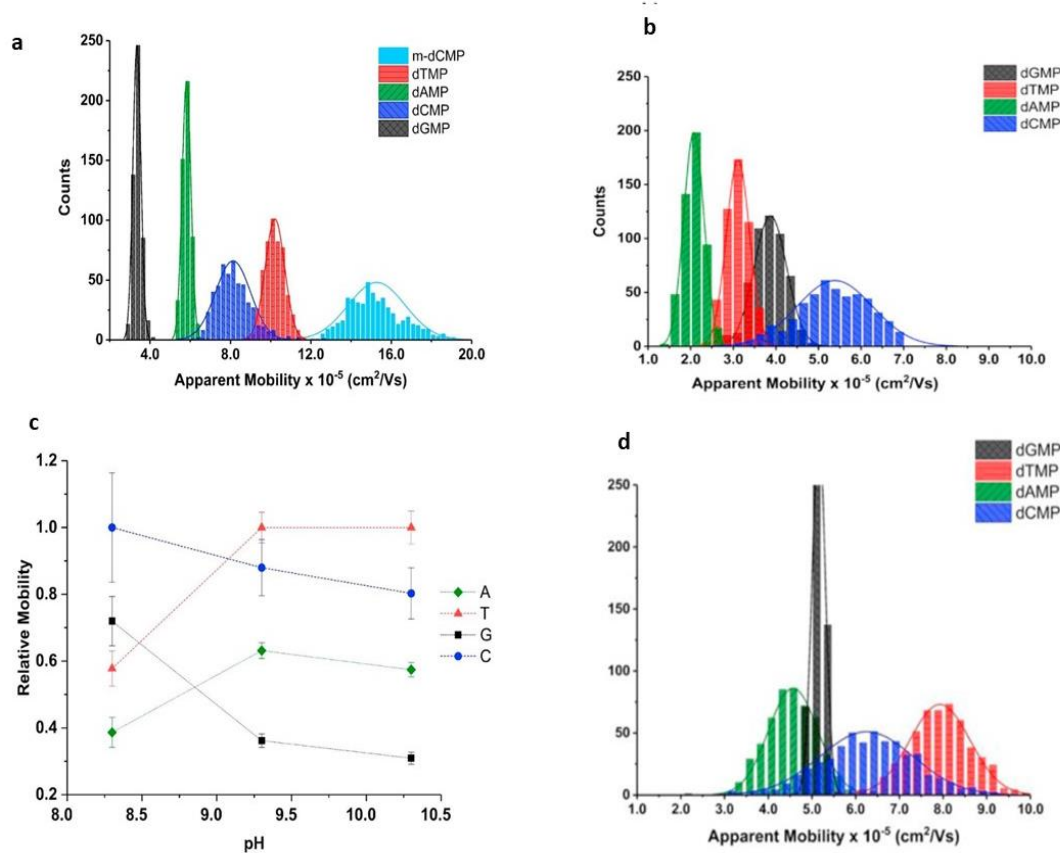 a
250
200
150
100
50
0
Counts
m-dCMP
dTMP
dAMP
dCMP
dGMP
4.0 8.0 12.0 16.0 20.0
Apparent Mobility x 10⁻⁵ (cm²/Vs)
b
250
200
150
100
50
0
Counts
dGMP
dTMP
dAMP
dCMP
1.0 2.0 3.0 4.0 5.0 6.0 7.0 8.0 9.0 10.0
Apparent Mobility x 10⁻⁵ (cm²/Vs)
c
1.2
1.0
0.8
0.6
0.4
0.2
Relative Mobility
A
T
G
C
8.0 8.5 9.0 9.5 10.0 10.5
pH
d
250
200
150
100
50
0
dGMP
dTMP
dAMP
dCMP
1.0 2.0 3.0 4.0 5.0 6.0 7.0 8.0 9.0 10.0
Apparent Mobility x 10⁻⁵ (cm²/Vs)